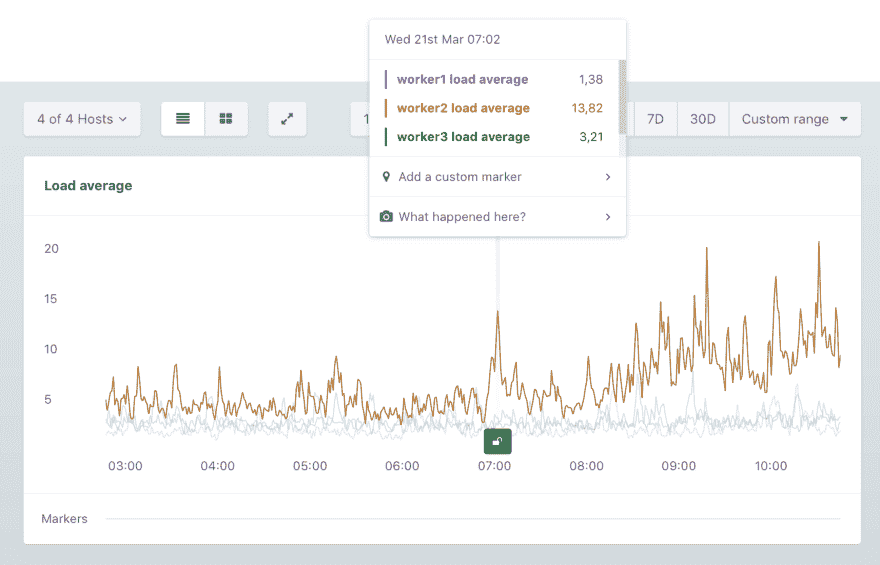 Wed 21st Mar 07:02
worker1 load average 1,38
worker2 load average 13,82
worker3 load average 3,21
Add a custom marker
What happened here?
4 of 4 Hosts
1
7D
30D
Custom range
Load average
20
15
10
5
03:00 04:00 05:00 06:00 07:00 08:00 09:00 10:00
Markers